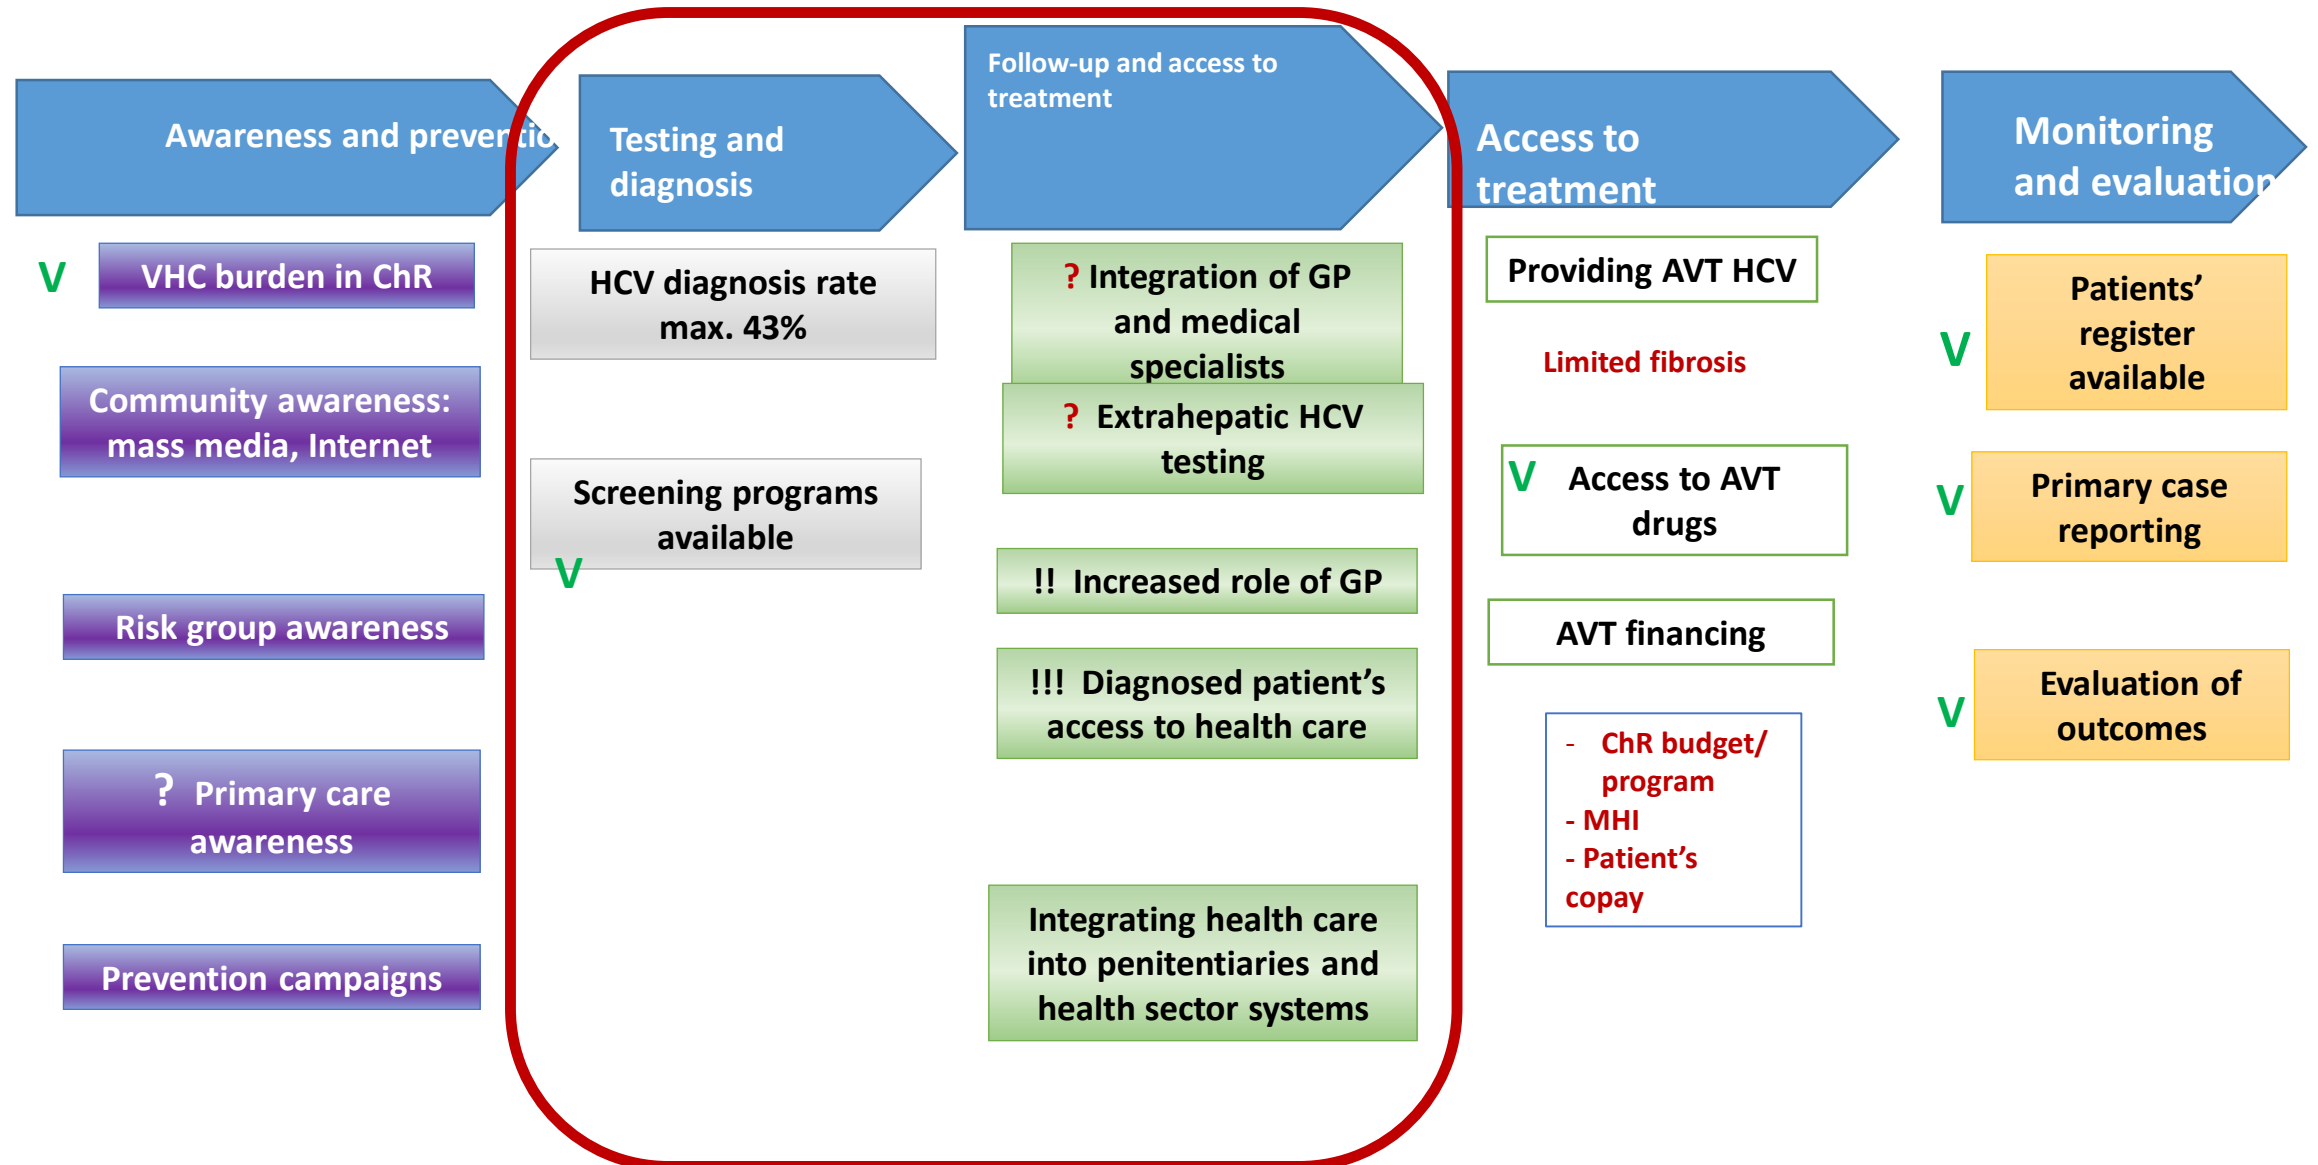 Awareness and preventio
V
VHC burden in ChR
Community awareness:
mass media, Internet
Risk group awareness
? Primary care
awareness
Prevention campaigns
Testing and
diagnosis
HCV diagnosis rate
max. 43%
Screening programs
available
V
Follow-up and access to
treatment
? Integration of GP
and medical
specialists
? Extrahepatic HCV
testing
!! Increased role of GP
!!! Diagnosed patient’s
access to health care
Integrating health care
into penitentiaries and
health sector systems
Access to
treatment
Providing AVT HCV
Limited fibrosis
V Access to AVT
drugs
AVT financing
- ChR budget/
program
- MHI
- Patient’s
copay
Monitoring
and evaluation
V
Patients’
register
available
V
Primary case
reporting
V
Evaluation of
outcomes